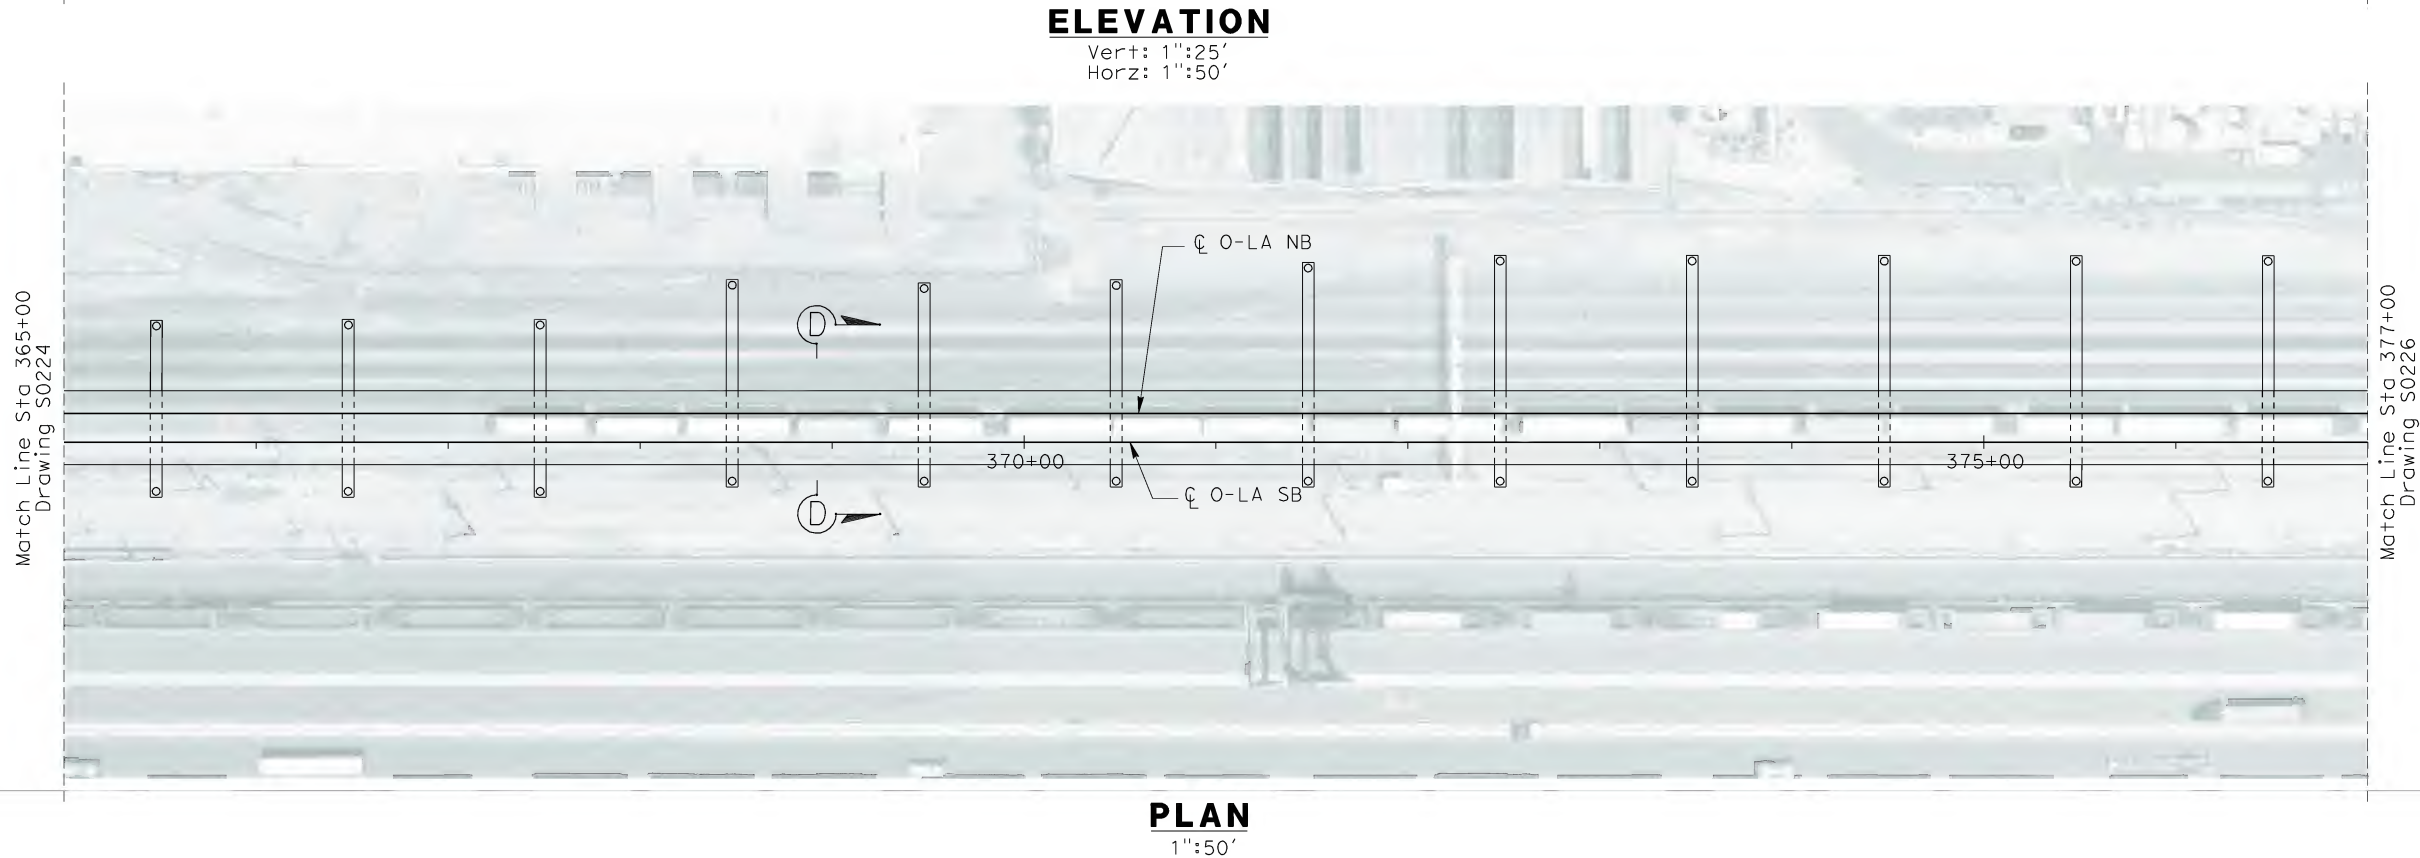 ELEVATION
Vert: 1":25'
Horz: 1":50'
℄ O-LA NB
D
Match Line Sta 365+00
Drawing S0224
Match Line Sta 377+00
Drawing S0226
370+00
375+00
℄ O-LA SB
D
PLAN
1":50'